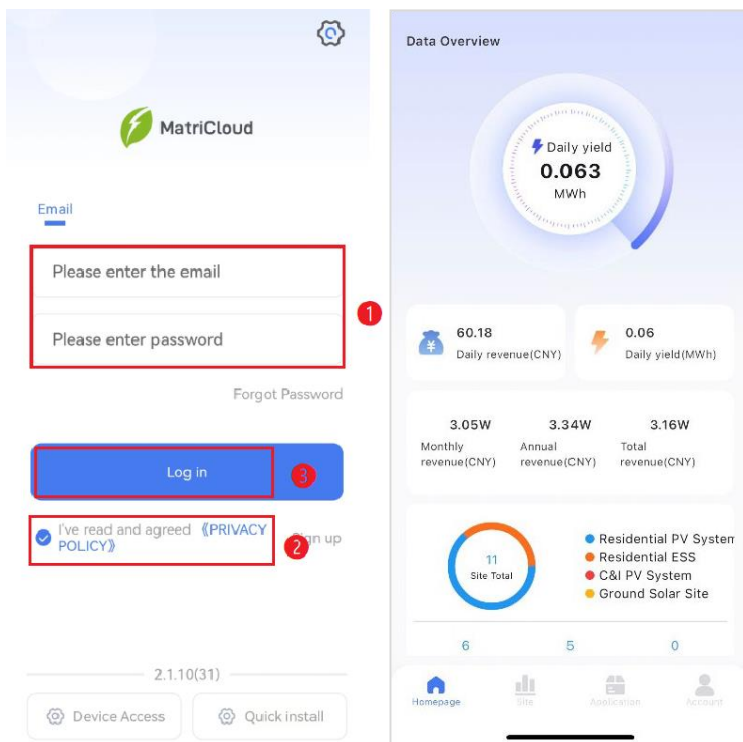 MatriCloud
Email
Please enter the email
1
Please enter password
Forgot Password
Log in
3
I've read and agreed 《PRIVACY
POLICY》
2
Sign up
2.1.10(31)
Device Access
Quick install
Data Overview
Daily yield
0.063
MWh
60.18
Daily revenue(CNY)
0.06
Daily yield(MWh)
3.05W
Monthly
revenue(CNY)
3.34W
Annual
revenue(CNY)
3.16W
Total
revenue(CNY)
11
Site Total
Residential PV System
Residential ESS
C&I PV System
Ground Solar Site
6
5
0
Homepage
Site
Application
Account